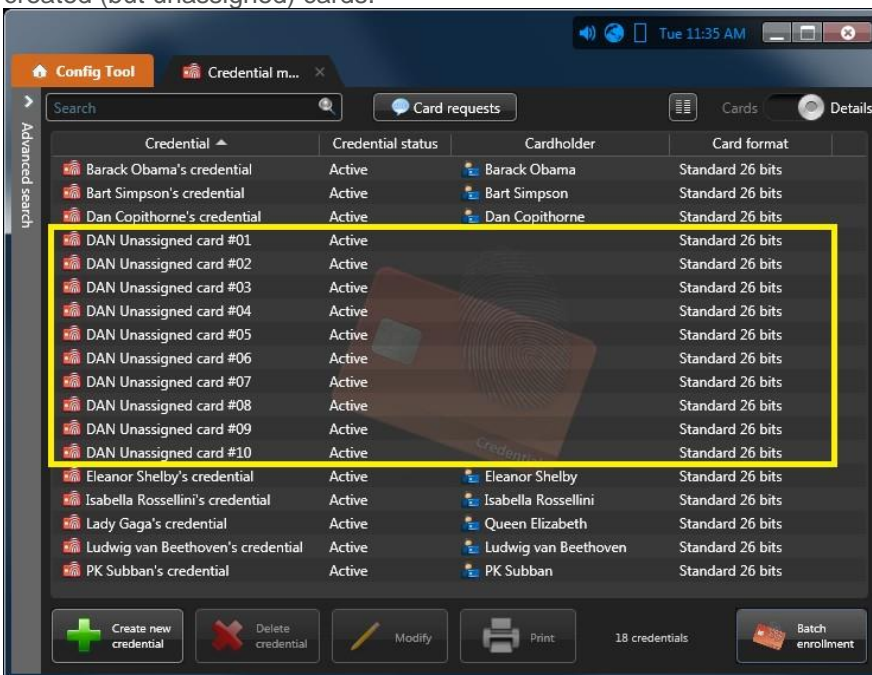 created (but unassigned) cards.
Tue 11:35 AM
Config Tool Credential m...
Search Card requests Cards Details
Advanced search
Credential Credential status Cardholder Card format
Barack Obama's credential Active Barack Obama Standard 26 bits
Bart Simpson's credential Active Bart Simpson Standard 26 bits
Dan Copithorne's credential Active Dan Copithorne Standard 26 bits
DAN Unassigned card #01 Active Standard 26 bits
DAN Unassigned card #02 Active Standard 26 bits
DAN Unassigned card #03 Active Standard 26 bits
DAN Unassigned card #04 Active Standard 26 bits
DAN Unassigned card #05 Active Standard 26 bits
DAN Unassigned card #06 Active Standard 26 bits
DAN Unassigned card #07 Active Standard 26 bits
DAN Unassigned card #08 Active Standard 26 bits
DAN Unassigned card #09 Active Standard 26 bits
DAN Unassigned card #10 Active Standard 26 bits
Eleanor Shelby's credential Active Eleanor Shelby Standard 26 bits
Isabella Rossellini's credential Active Isabella Rossellini Standard 26 bits
Lady Gaga's credential Active Queen Elizabeth Standard 26 bits
Ludwig van Beethoven's credential Active Ludwig van Beethoven Standard 26 bits
PK Subban's credential Active PK Subban Standard 26 bits
Create new credential Delete credential Modify Print 18 credentials Batch enrollment